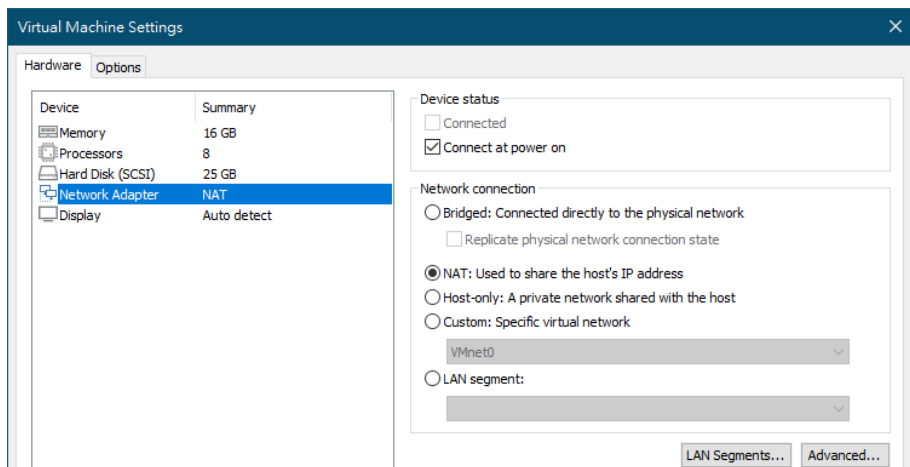 Virtual Machine Settings
Hardware Options
Device Summary
Memory 16 GB
Processors 8
Hard Disk (SCSI) 25 GB
Network Adapter NAT
Display Auto detect
Device status
Connected
Connect at power on
Network connection
Bridged: Connected directly to the physical network
Replicate physical network connection state
NAT: Used to share the host's IP address
Host-only: A private network shared with the host
Custom: Specific virtual network
VMnet0
LAN segment:
LAN Segments... Advanced...